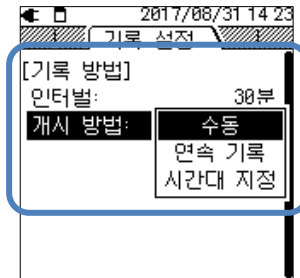 2017/08/31 14 23
기록 설정
[기록 방법]
인터벌: 30분
개시 방법: 수동
연속 기록
시간대 지정